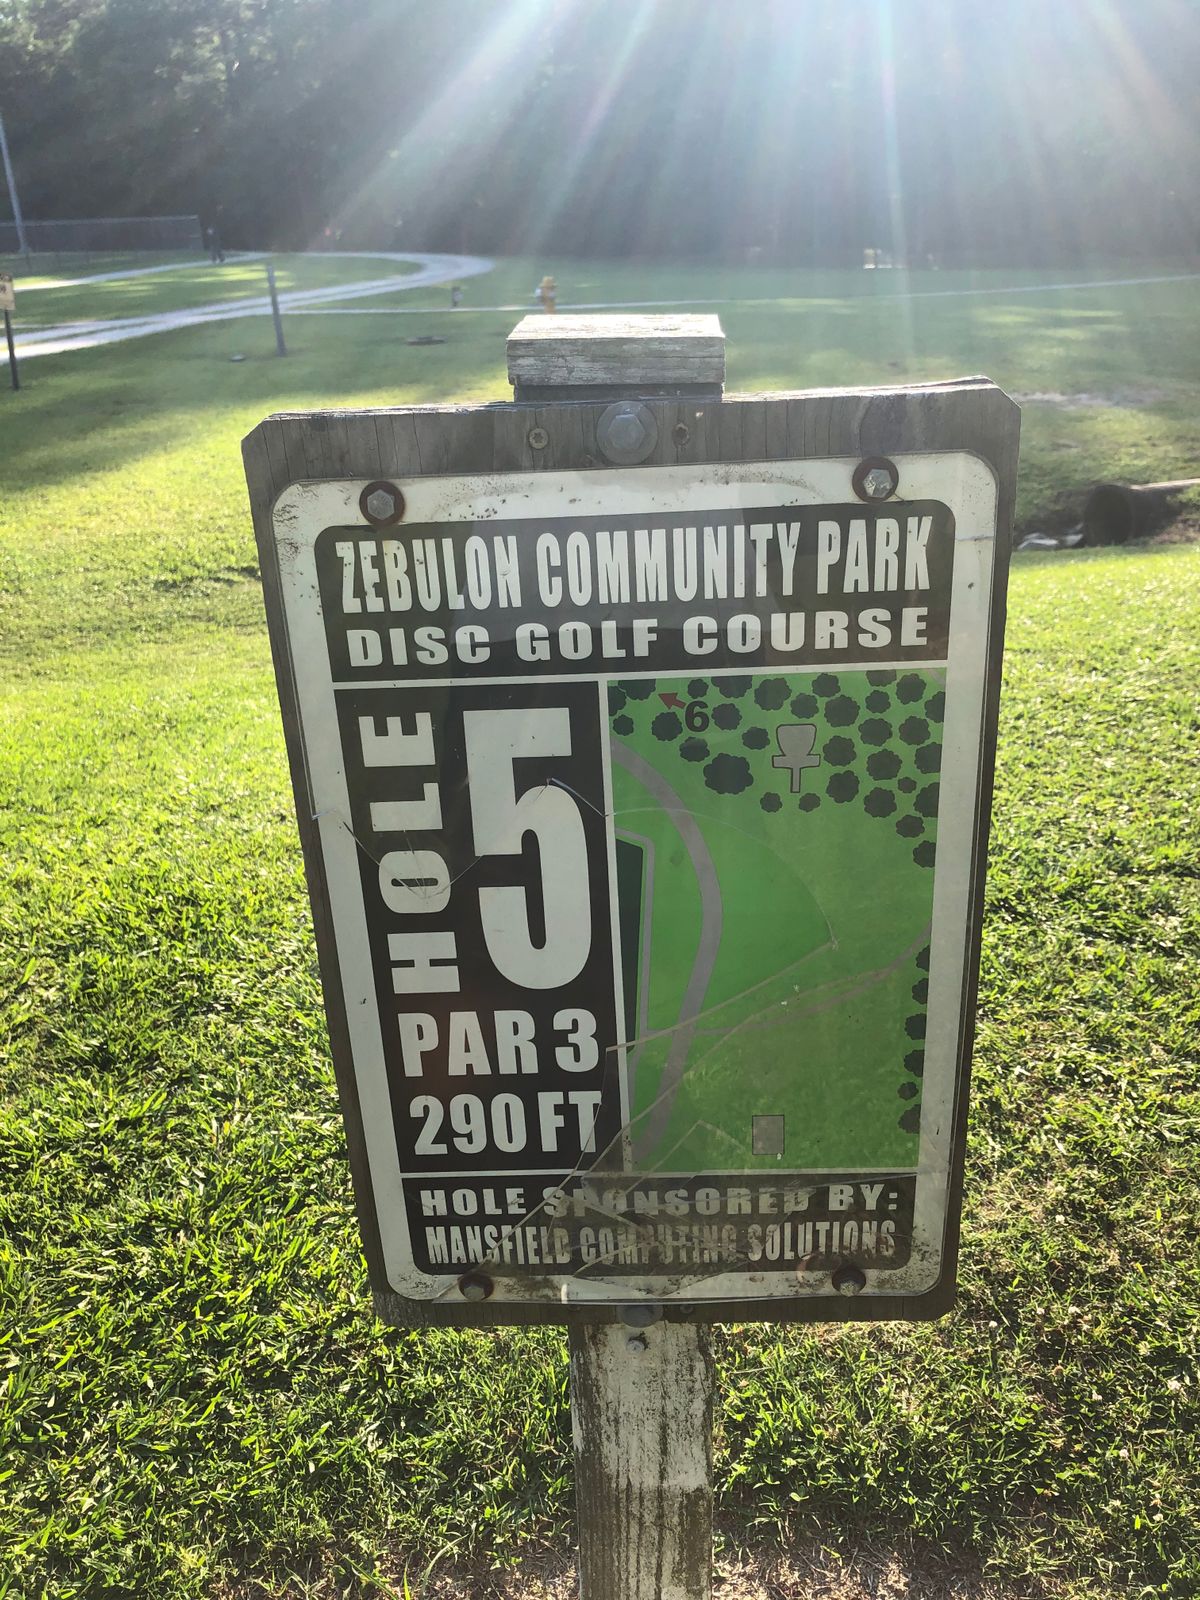 ZEBULON COMMUNITY PARK
DISC GOLF COURSE
HOLE
5
PAR 3
290 FT
6
HOLE SPONSORED BY:
MANSFIELD COMPUTING SOLUTIONS